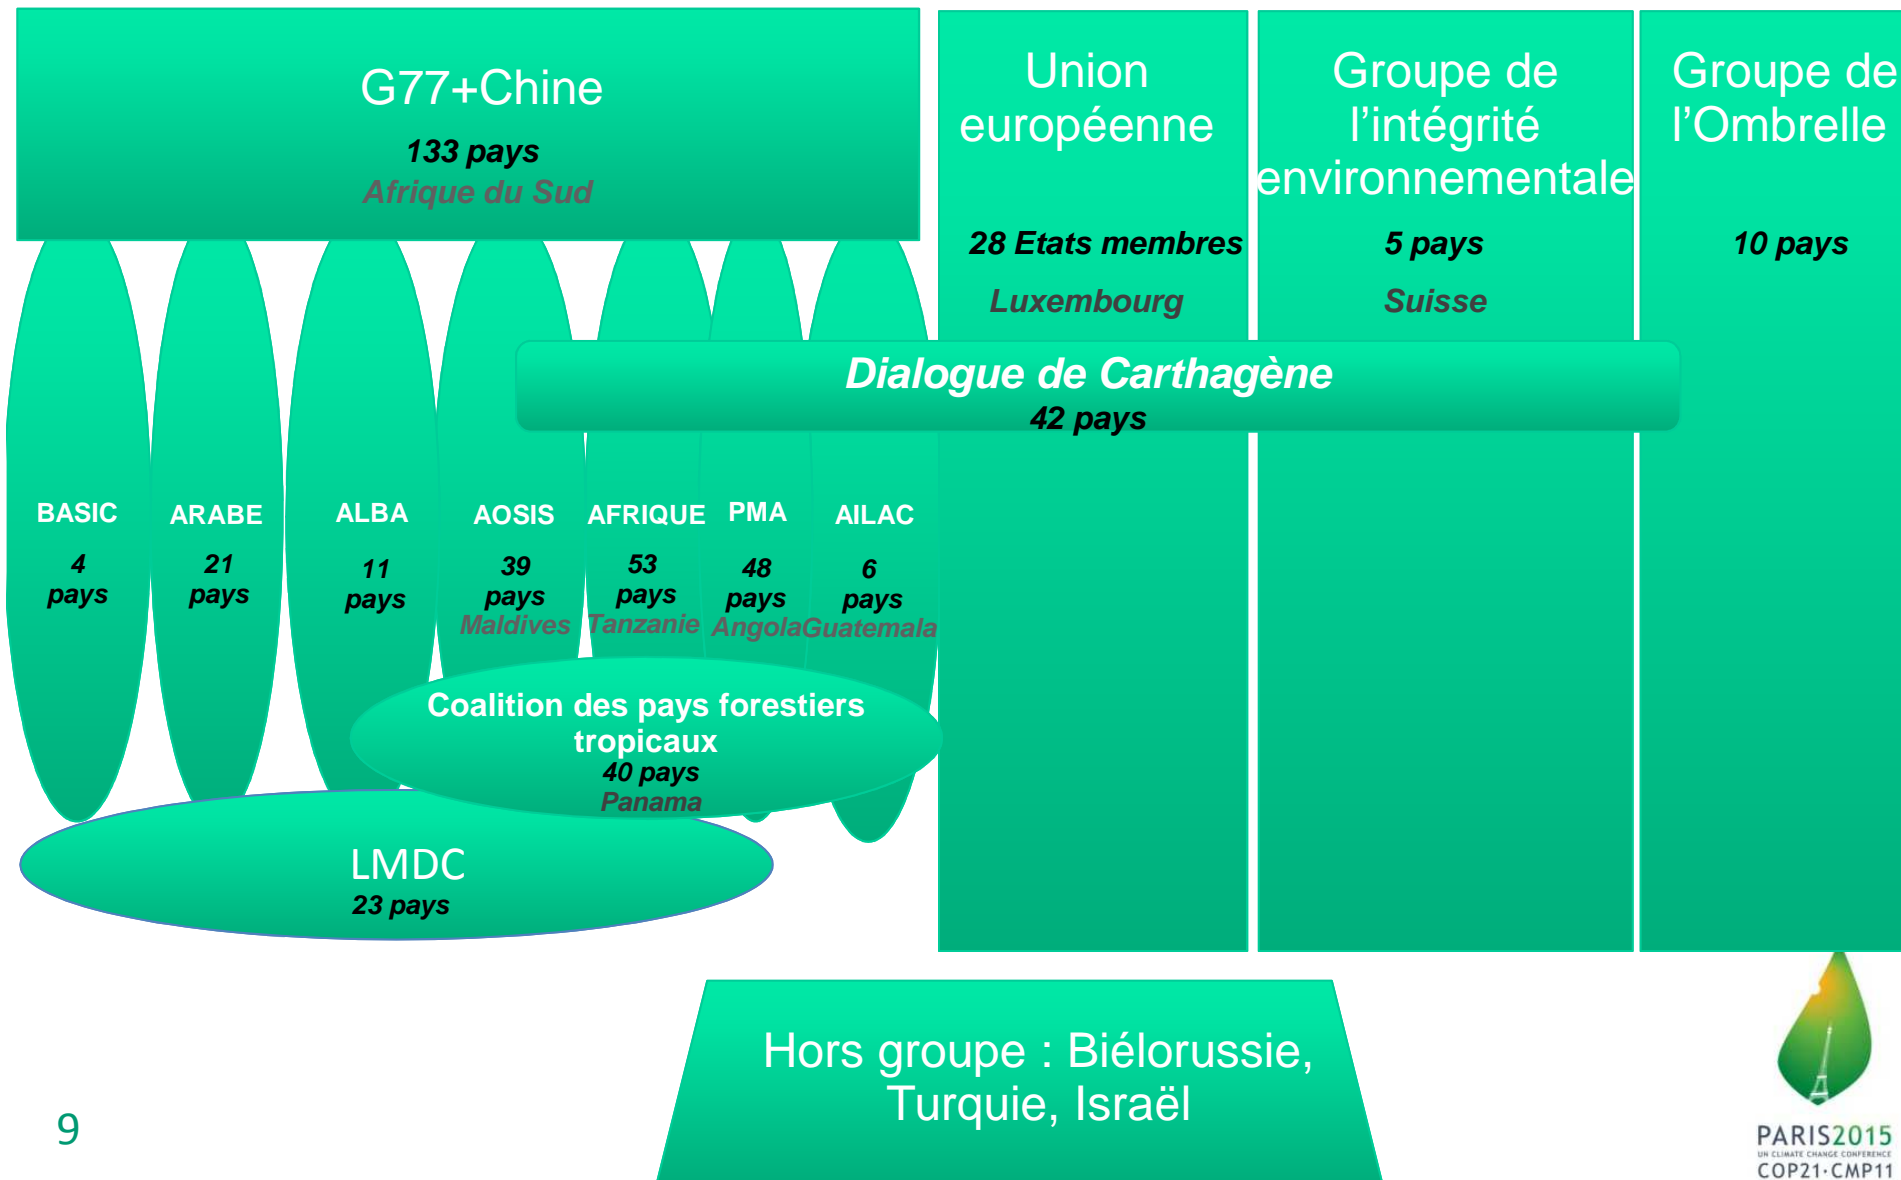 G77+Chine
133 pays
Afrique du Sud
Union
européenne
28 Etats membres
Luxembourg
Groupe de
l’intégrité
environnementale
5 pays
Suisse
Groupe de
l’Ombrelle
10 pays
Dialogue de Carthagène
42 pays
BASIC
4
pays
ARABE
21
pays
ALBA
11
pays
AOSIS
39
pays
Maldives
AFRIQUE
53
pays
Tanzanie
PMA
48
pays
Angola
AILAC
6
pays
Guatemala
Coalition des pays forestiers
tropicaux
40 pays
Panama
LMDC
23 pays
Hors groupe : Biélorussie,
Turquie, Israël
9
PARIS2015
UN CLIMATE CHANGE CONFERENCE
COP21·CMP11